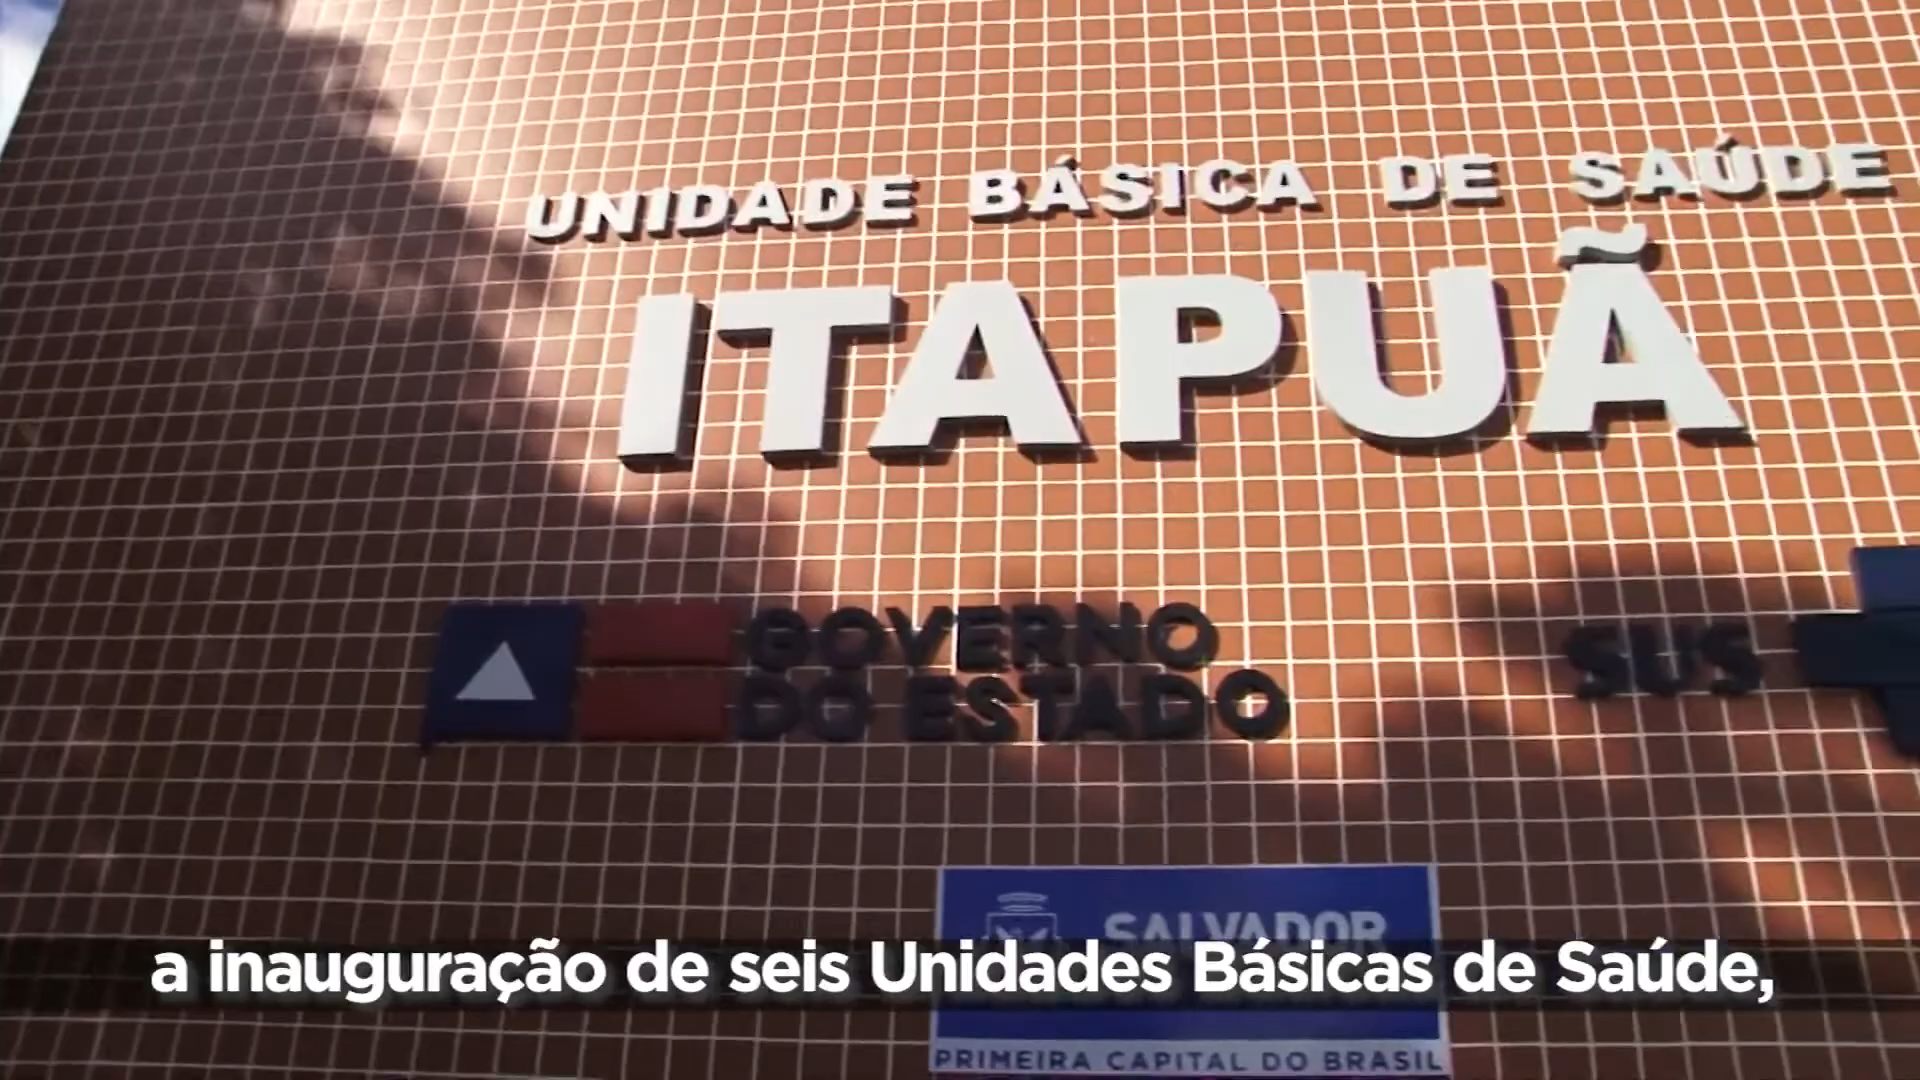 UNIDADE BÁSICA DE SAÚDE
ITAPUÃ
GOVERNO
DO ESTADO
SUS
SALVADOR
a inauguração de seis Unidades Básicas de Saúde,
PRIMEIRA CAPITAL DO BRASIL